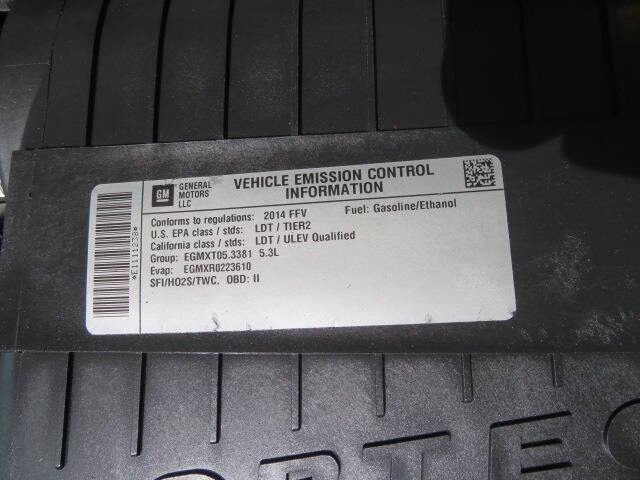 GM
GENERAL MOTORS LLC
VEHICLE EMISSION CONTROL
INFORMATION
Conforms to regulations: 2014 FFV Fuel: Gasoline/Ethanol
U.S. EPA class / stds: LDT / TIER2
California class / stds: LDT / ULEV Qualified
Group: EGMXT05.3381 5.3L
Evap: EGMXR0223610
SFI/HO2S/TWC, OBD: II
*E1111238*
ORTEC